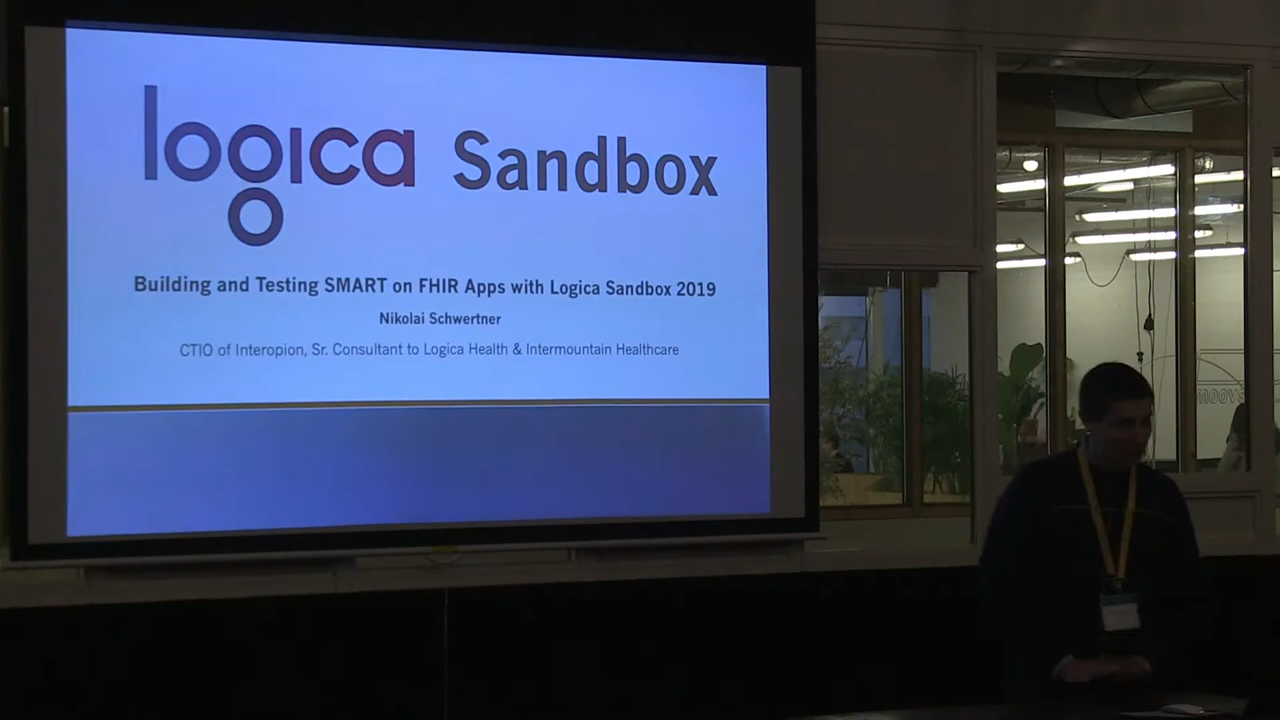 logica Sandbox
Building and Testing SMART on FHIR Apps with Logica Sandbox 2019
Nikolai Schwertner
CTIO of Interopion, Sr. Consultant to Logica Health & Intermountain Healthcare